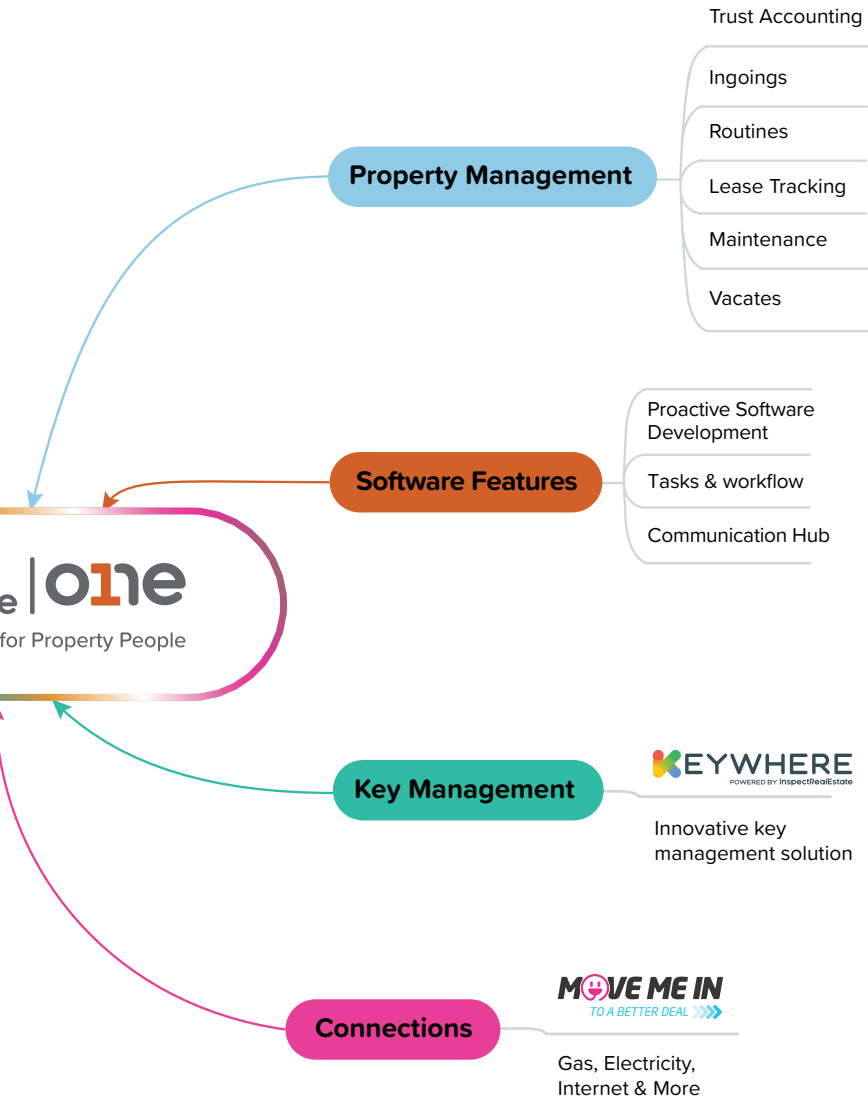 Trust Accounting
Ingoings
Property Management
Routines
Lease Tracking
Maintenance
Vacates
Proactive Software
Development
Software Features
Tasks & workflow
Communication Hub
e | one
for Property People
KEYWHERE
POWERED BY InspectRealEstate
Key Management
Innovative key
management solution
MOVE ME IN
TO A BETTER DEAL
Connections
Gas, Electricity,
Internet & More